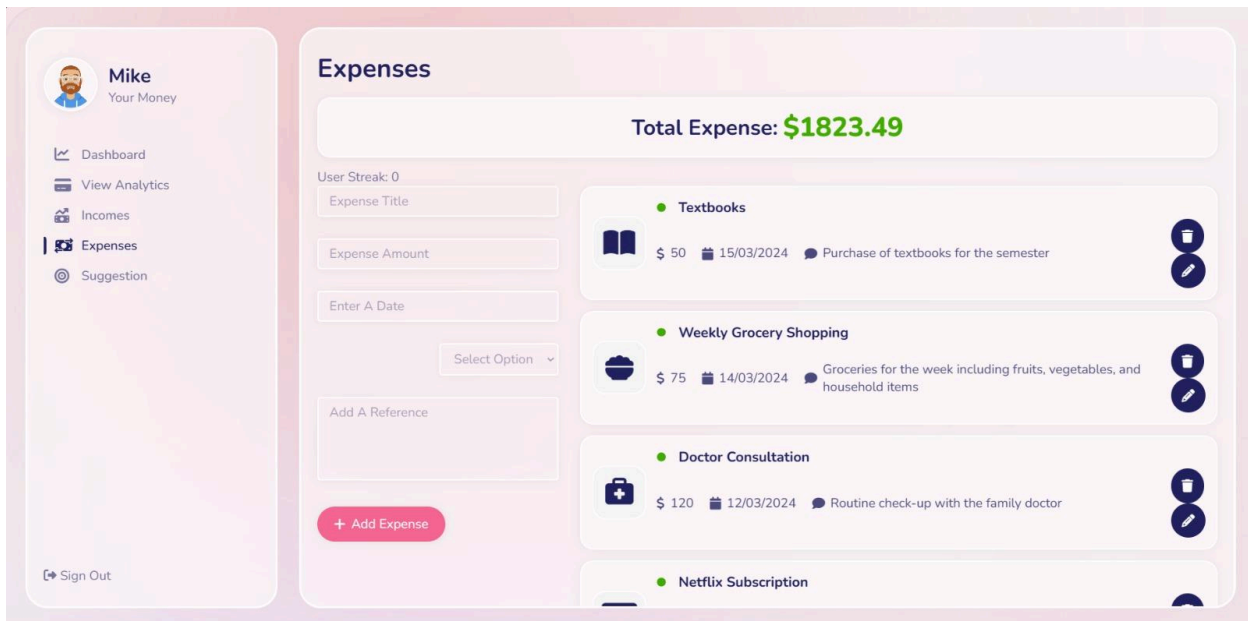 Mike
Your Money
Dashboard
View Analytics
Incomes
Expenses
Suggestion
Sign Out
Expenses
Total Expense: $1823.49
User Streak: 0
Expense Title
Expense Amount
Enter A Date
Select Option
Add A Reference
+ Add Expense
Textbooks
$ 50 15/03/2024 Purchase of textbooks for the semester
Weekly Grocery Shopping
$ 75 14/03/2024 Groceries for the week including fruits, vegetables, and
household items
Doctor Consultation
$ 120 12/03/2024 Routine check-up with the family doctor
Netflix Subscription